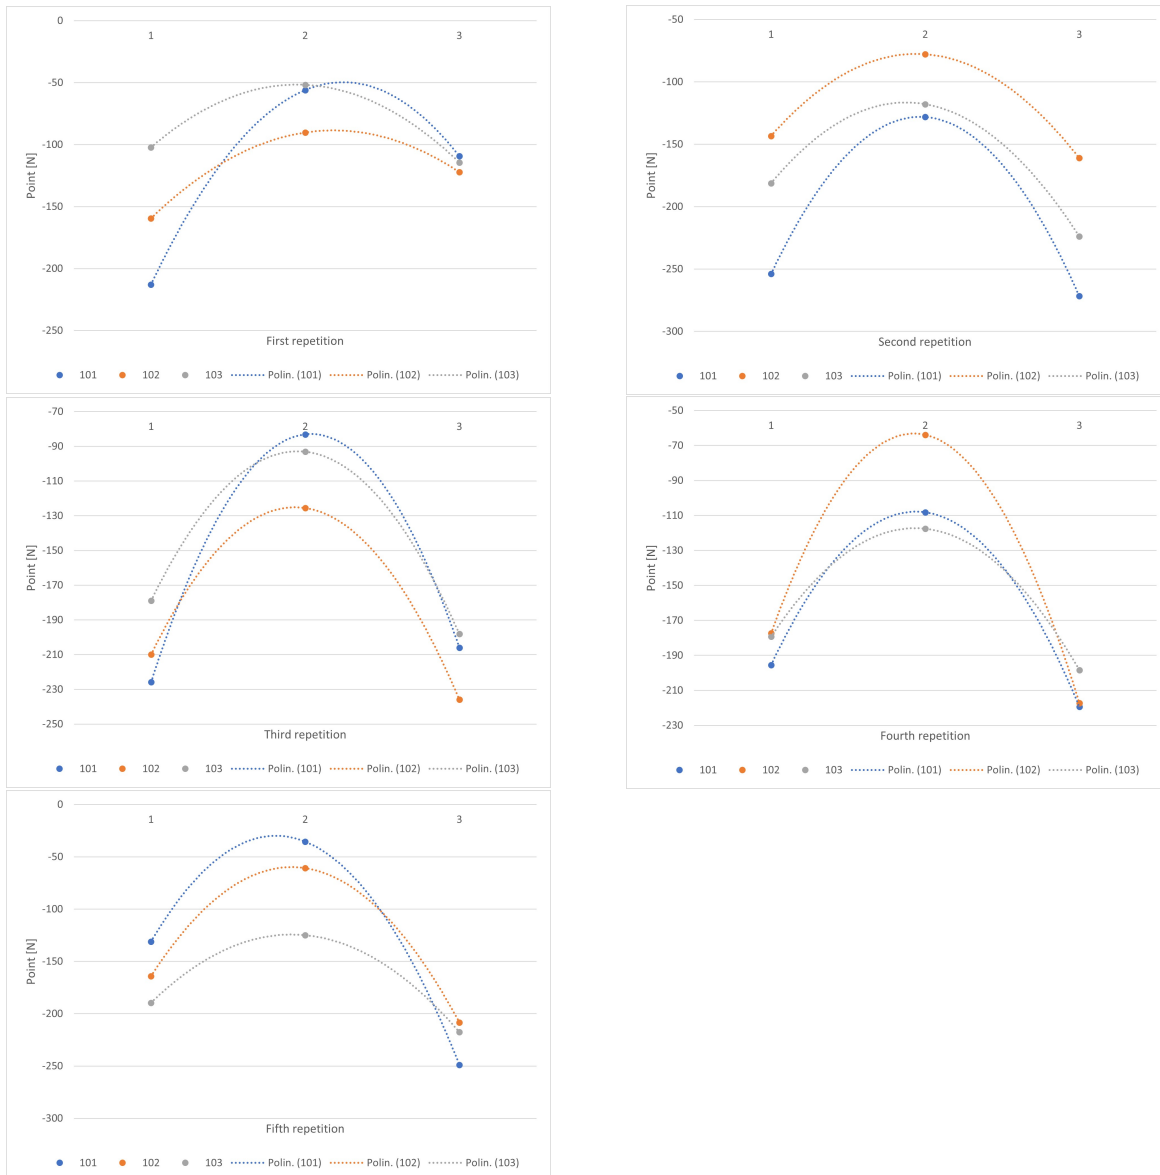 0
1 2 3
-50
-100
-150
-200
-250
Point [N]
First repetition
101 102 103 Polin. (101) Polin. (102) Polin. (103)
-50
1 2 3
-100
-150
-200
-250
-300
Point [N]
Second repetition
101 102 103 Polin. (101) Polin. (102) Polin. (103)
-70
1 2 3
-90
-110
-130
-150
-170
-190
-210
-230
-250
Point [N]
Third repetition
101 102 103 Polin. (101) Polin. (102) Polin. (103)
-50
1 2 3
-70
-90
-110
-130
-150
-170
-190
-210
-230
Point [N]
Fourth repetition
101 102 103 Polin. (101) Polin. (102) Polin. (103)
0
1 2 3
-50
-100
-150
-200
-250
-300
Point [N]
Fifth repetition
101 102 103 Polin. (101) Polin. (102) Polin. (103)